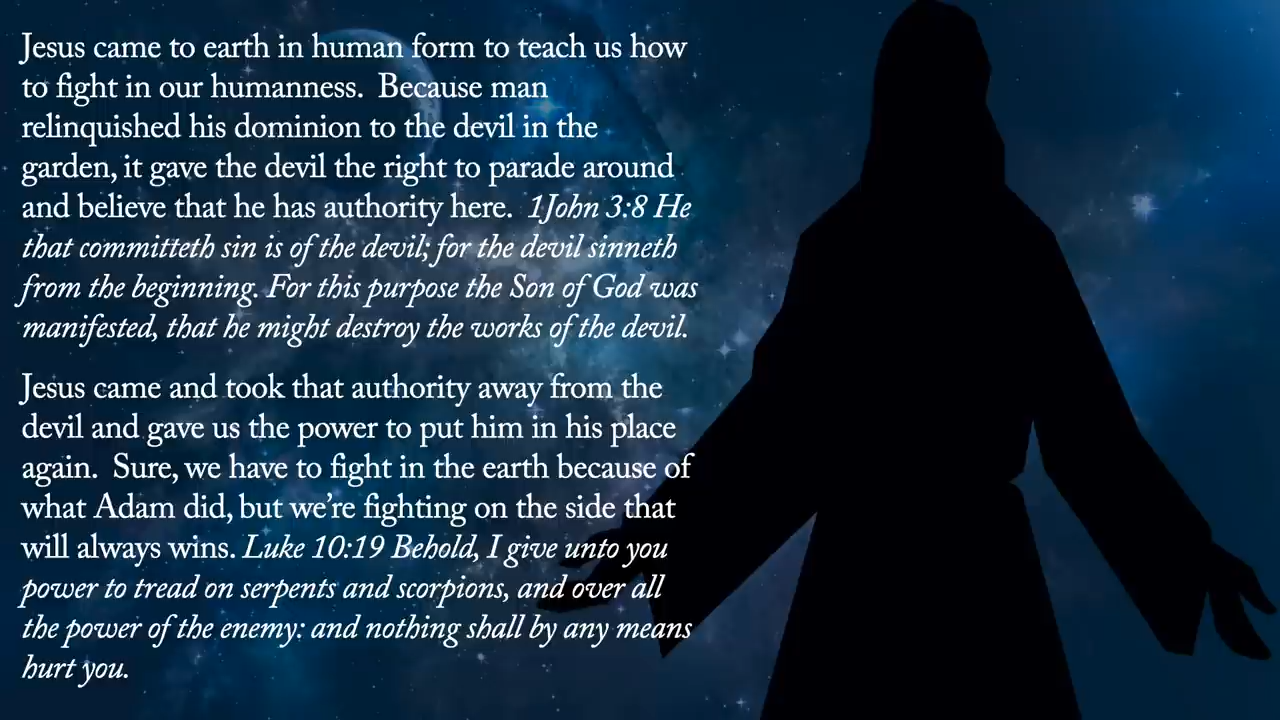 Jesus came to earth in human form to teach us how
to fight in our humanness.  Because man
relinquished his dominion to the devil in the
garden, it gave the devil the right to parade around
and believe that he has authority here.  1John 3:8 He
that committeth sin is of the devil; for the devil sinneth
from the beginning. For this purpose the Son of God was
manifested, that he might destroy the works of the devil.
Jesus came and took that authority away from the
devil and gave us the power to put him in his place
again.  Sure, we have to fight in the earth because of
what Adam did, but we’re fighting on the side that
will always wins. Luke 10:19 Behold, I give unto you
power to tread on serpents and scorpions, and over all
the power of the enemy: and nothing shall by any means
hurt you.